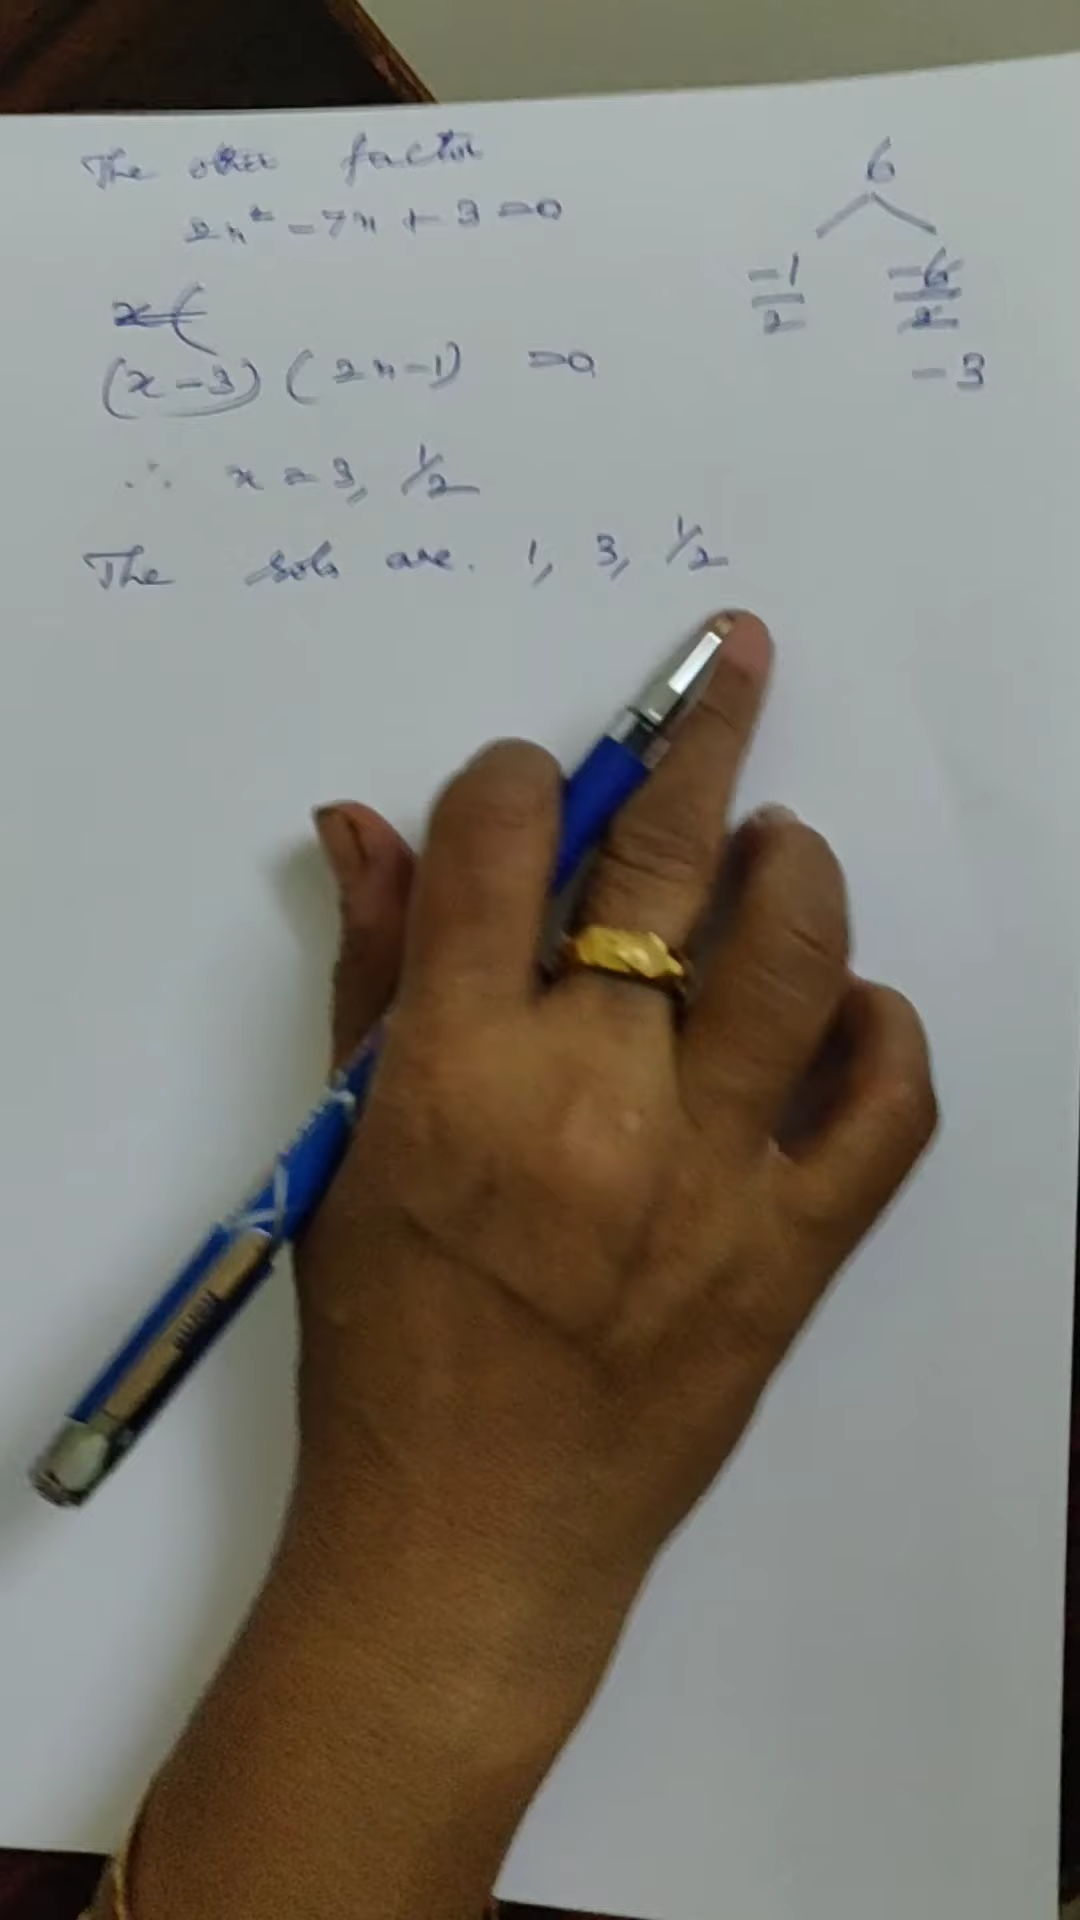 The other factor
2x² - 7x + 3 = 0
6
-1/2 -6/2
-3
x(
(x-3) (2x-1) = 0
∴ x = 3, 1/2
The sols are. 1, 3, 1/2